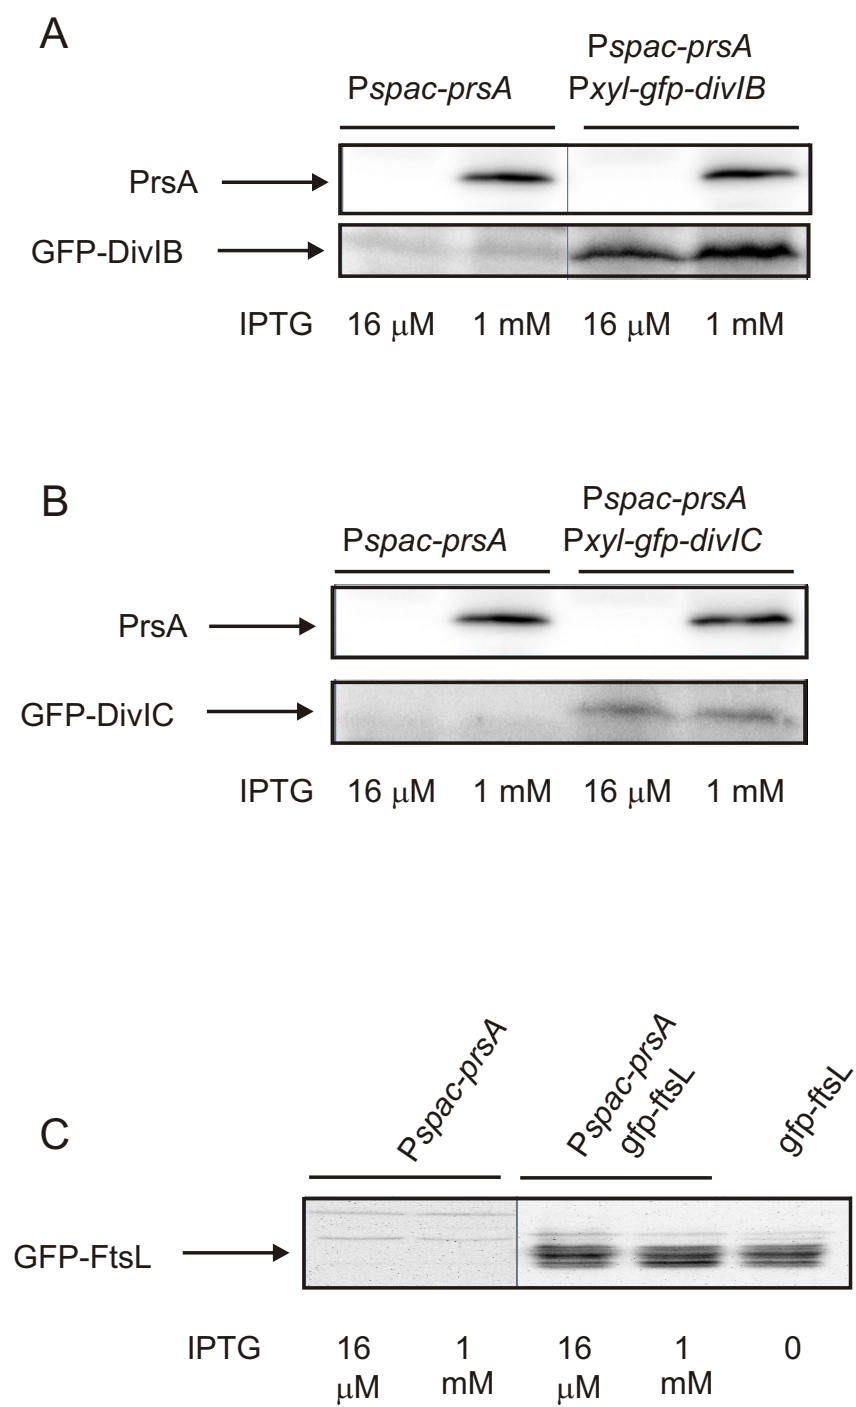 A
Pspac-prsA
Pspac-prsA
Pxyl-gfp-divIB
PrsA
GFP-DivIB
IPTG 16 μM 1 mM 16 μM 1 mM
B
Pspac-prsA
Pspac-prsA
Pxyl-gfp-divIC
PrsA
GFP-DivIC
IPTG 16 μM 1 mM 16 μM 1 mM
C
Pspac-prsA
Pspac-prsA
gfp-ftsL
gfp-ftsL
GFP-FtsL
IPTG 16 1 16 1 0
μM mM μM mM